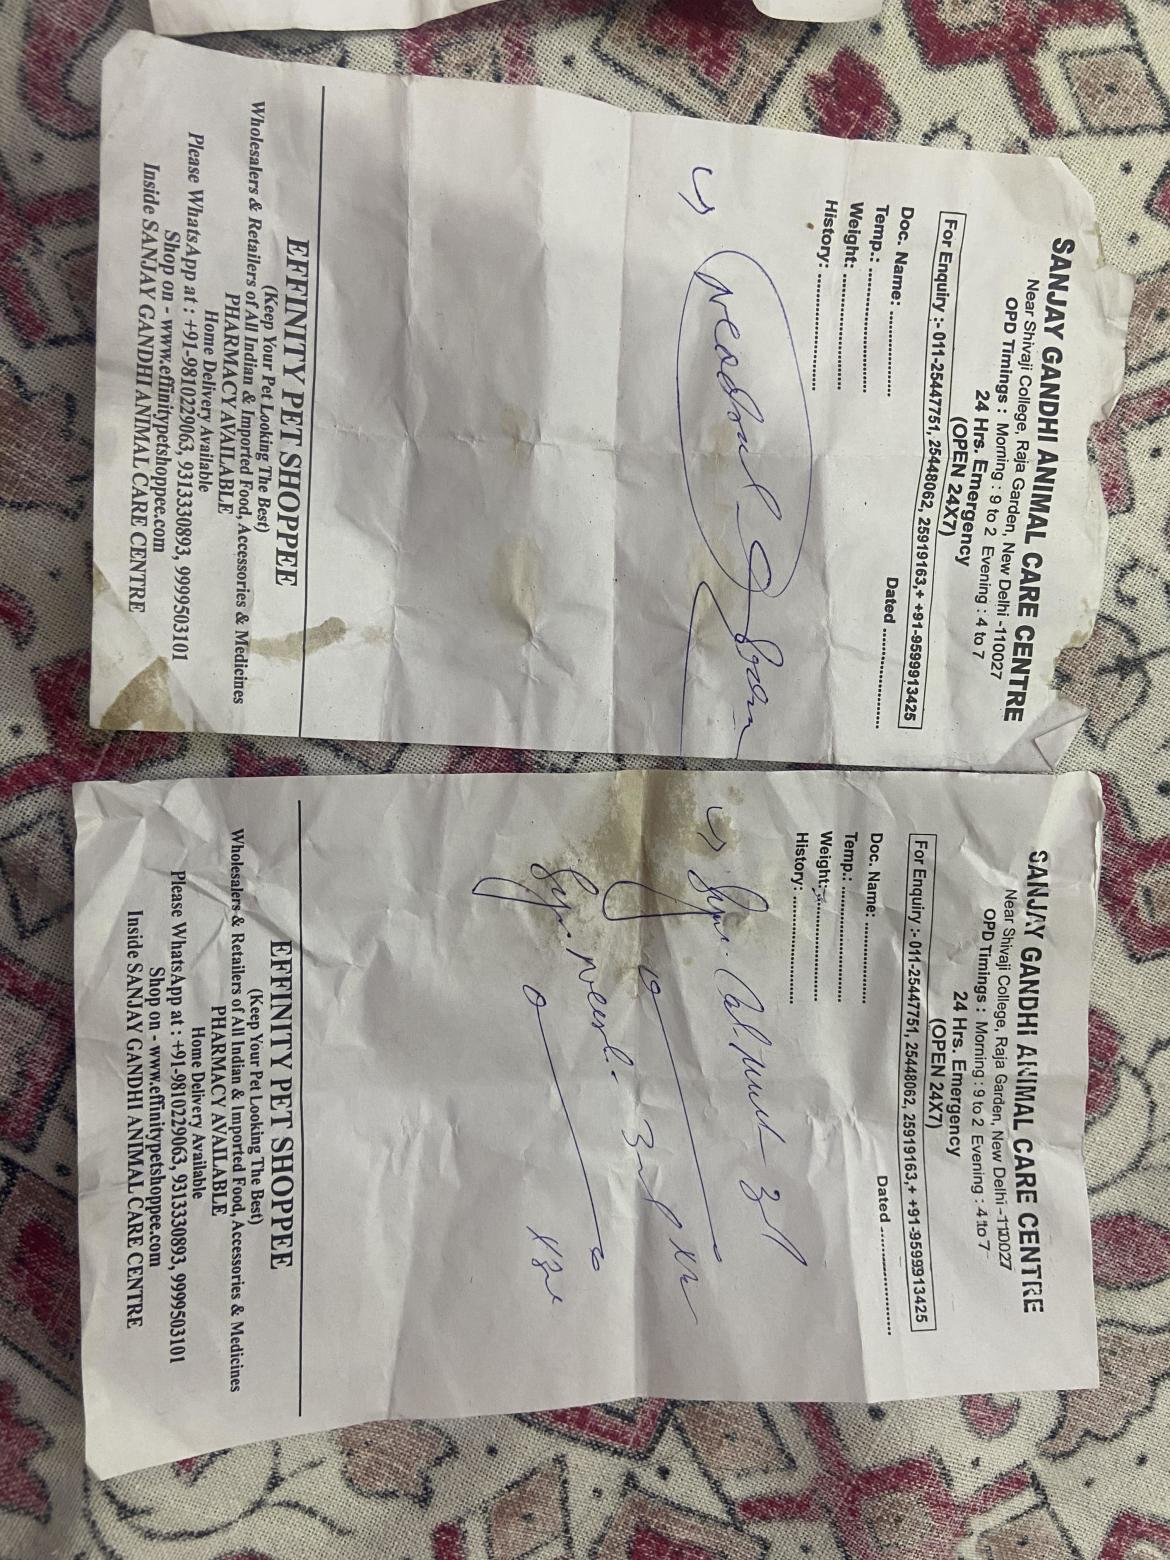 SANJAY GANDHI ANIMAL CARE CENTRE
Near Shivaji College, Raja Garden, New Delhi -110027
OPD Timings : Morning : 9 to 2 Evening : 4 to 7
24 Hrs. Emergency
(OPEN 24X7)
For Enquiry :- 011-25447751, 25448062, 25919163,+ +91-9599913425
Doc. Name: ................ Dated ....................
Temp.: ........................
Weight: ......................
History: ......................
EFFINITY PET SHOPPEE
(Keep Your Pet Looking The Best)
Wholesalers & Retailers of All Indian & Imported Food, Accessories & Medicines
PHARMACY AVAILABLE
Home Delivery Available
Please WhatsApp at : +91-9810229063, 9313330893, 9999503101
Shop on - www.effinitypetshoppee.com
Inside SANJAY GANDHI ANIMAL CARE CENTRE
SANJAY GANDHI ANIMAL CARE CENTRE
Near Shivaji College, Raja Garden, New Delhi -110027
OPD Timings : Morning : 9 to 2 Evening : 4 to 7
24 Hrs. Emergency
(OPEN 24X7)
For Enquiry :- 011-25447751, 25448062, 25919163,+ +91-9599913425
Doc. Name: ................ Dated ....................
Temp.: ........................
Weight: ......................
History: ......................
Syp.
Syp. 3ml
EFFINITY PET SHOPPEE
(Keep Your Pet Looking The Best)
Wholesalers & Retailers of All Indian & Imported Food, Accessories & Medicines
PHARMACY AVAILABLE
Home Delivery Available
Please WhatsApp at : +91-9810229063, 9313330893, 9999503101
Shop on - www.effinitypetshoppee.com
Inside SANJAY GANDHI ANIMAL CARE CENTRE